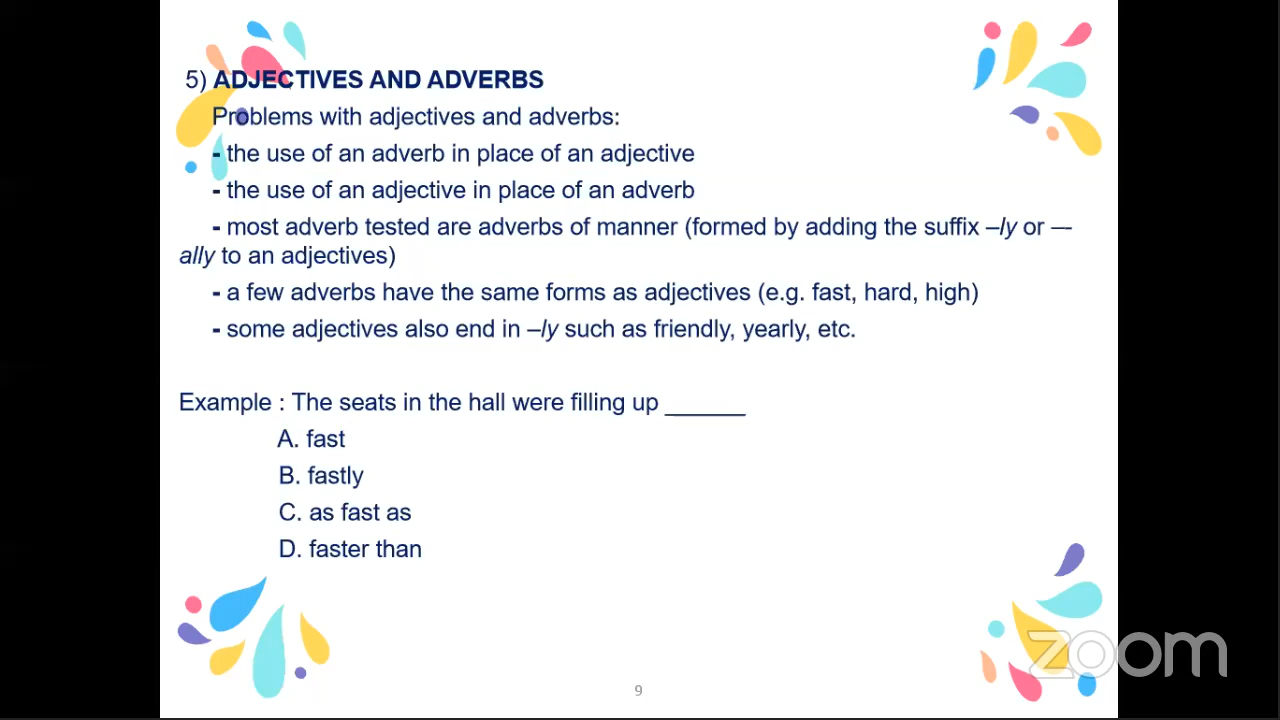 5) ADJECTIVES AND ADVERBS
Problems with adjectives and adverbs:
- the use of an adverb in place of an adjective
- the use of an adjective in place of an adverb
- most adverb tested are adverbs of manner (formed by adding the suffix –ly or –-
ally to an adjectives)
- a few adverbs have the same forms as adjectives (e.g. fast, hard, high)
- some adjectives also end in –ly such as friendly, yearly, etc.
Example : The seats in the hall were filling up ______
A. fast
B. fastly
C. as fast as
D. faster than
zoom
9